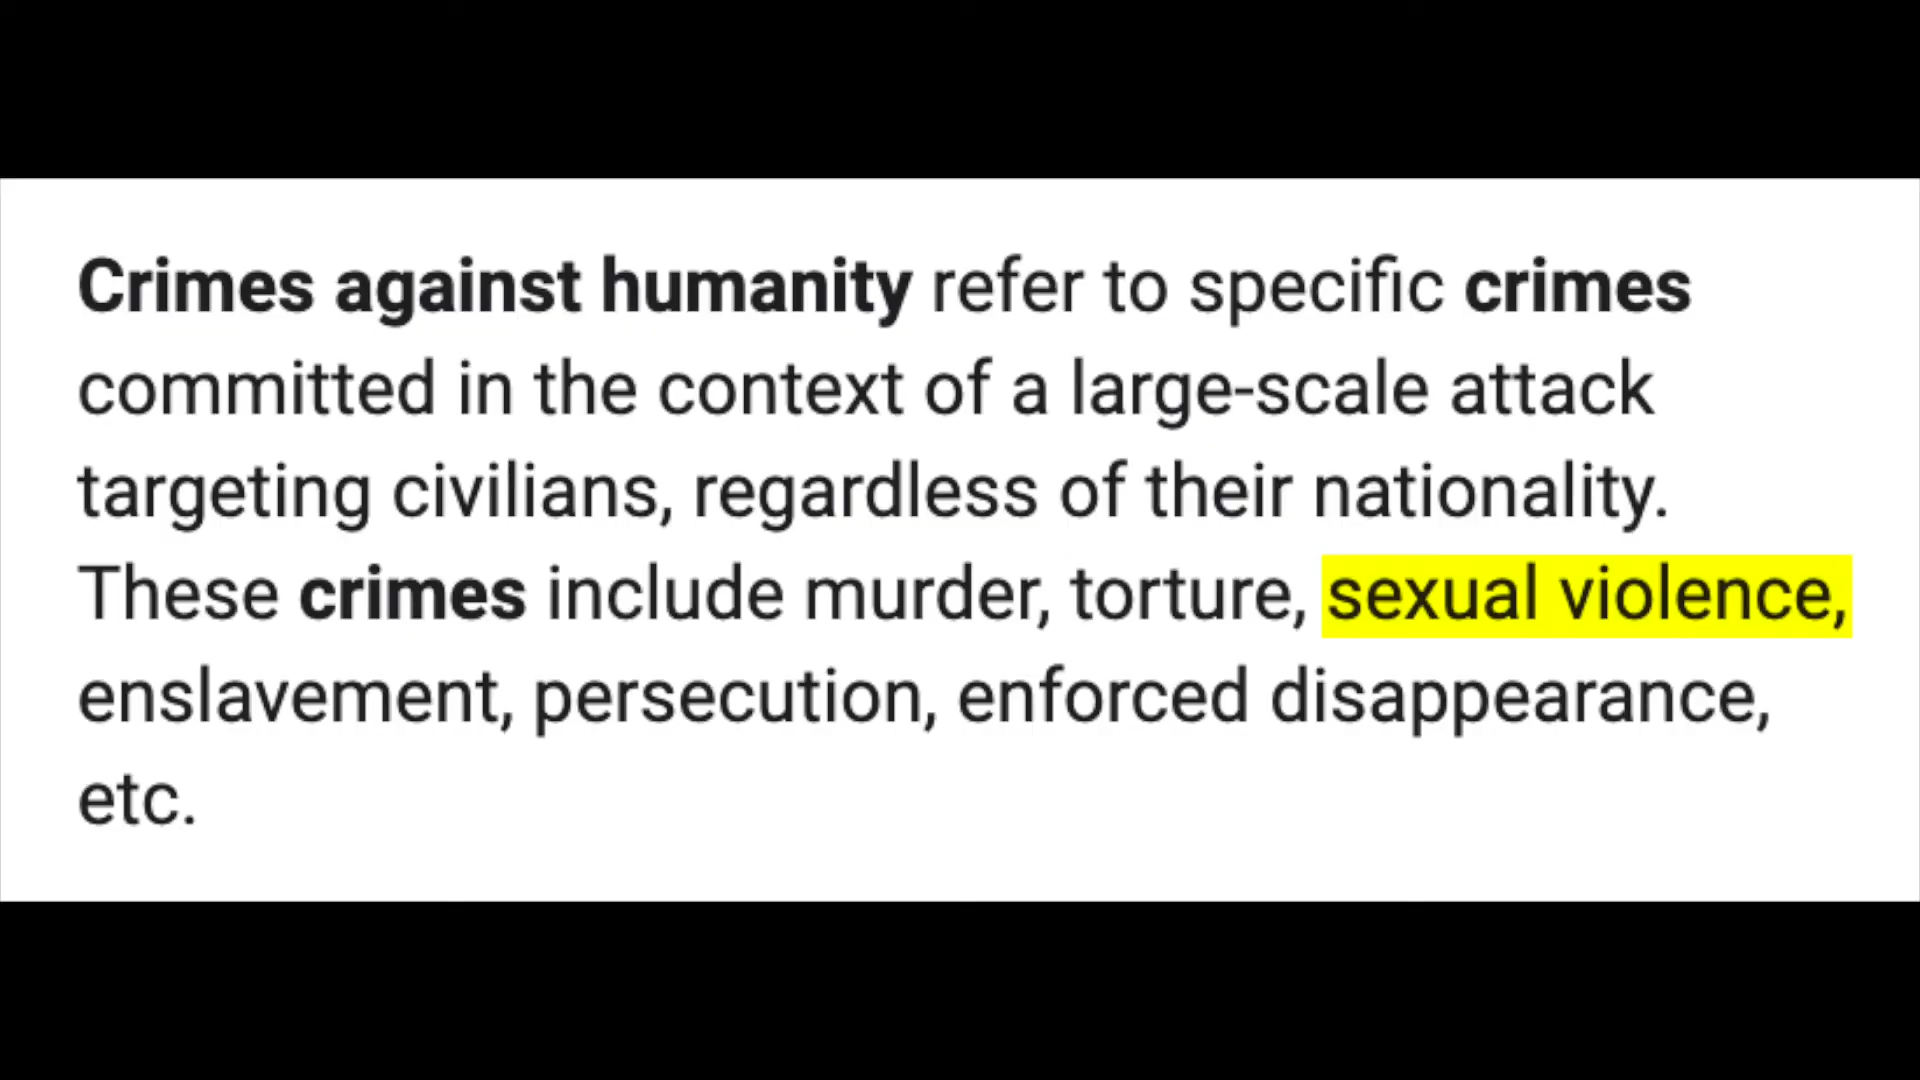 Crimes against humanity refer to specific crimes
committed in the context of a large-scale attack
targeting civilians, regardless of their nationality.
These crimes include murder, torture, sexual violence,
enslavement, persecution, enforced disappearance,
etc.